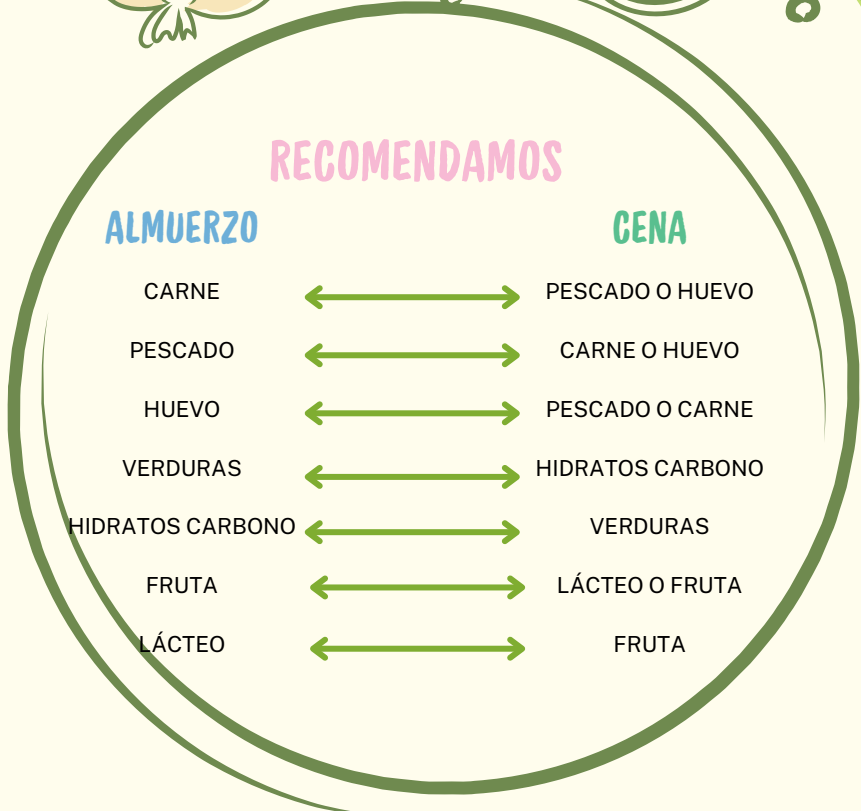 RECOMENDAMOS
ALMUERZO CENA
CARNE PESCADO O HUEVO
PESCADO CARNE O HUEVO
HUEVO PESCADO O CARNE
VERDURAS HIDRATOS CARBONO
HIDRATOS CARBONO VERDURAS
FRUTA LÁCTEO O FRUTA
LÁCTEO FRUTA